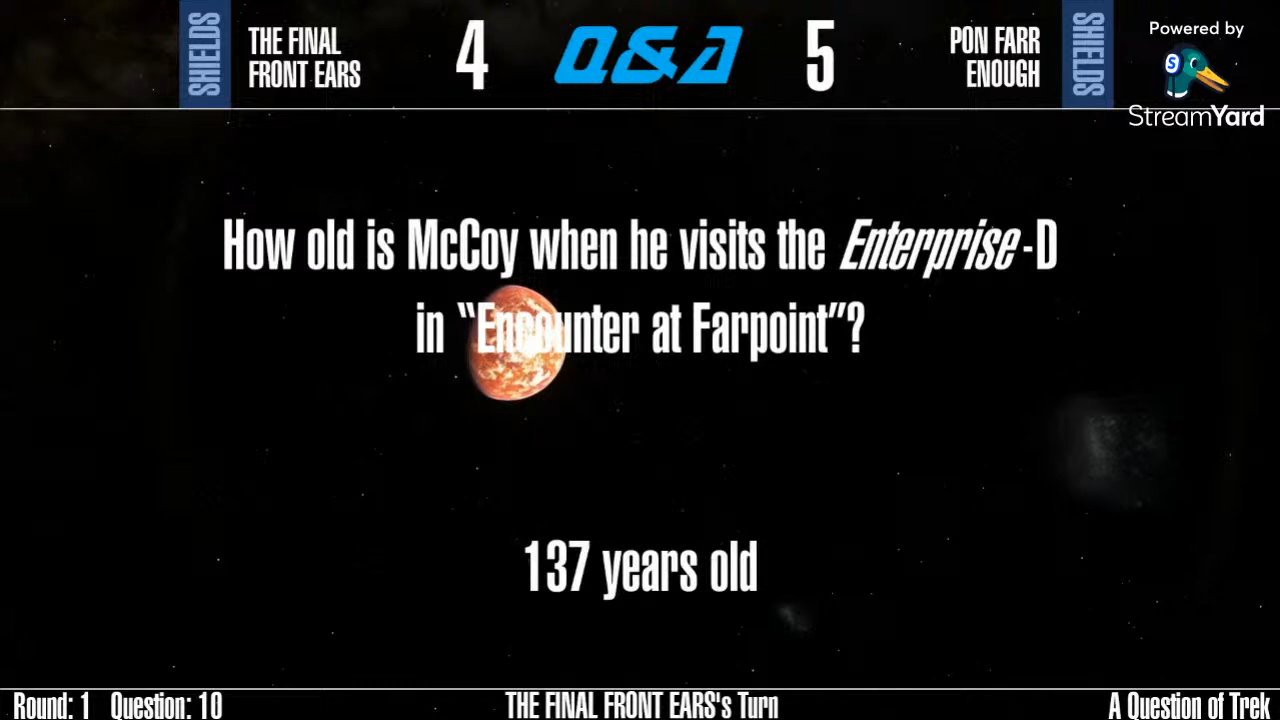 SHIELDS
THE FINAL
FRONT EARS
4
Q&A
5
PON FARR
ENOUGH
SHIELDS
Powered by
S
StreamYard
How old is McCoy when he visits the Enterprise-D
in “Encounter at Farpoint”?
137 years old
Round: 1 Question: 10
THE FINAL FRONT EARS's Turn
A Question of Trek